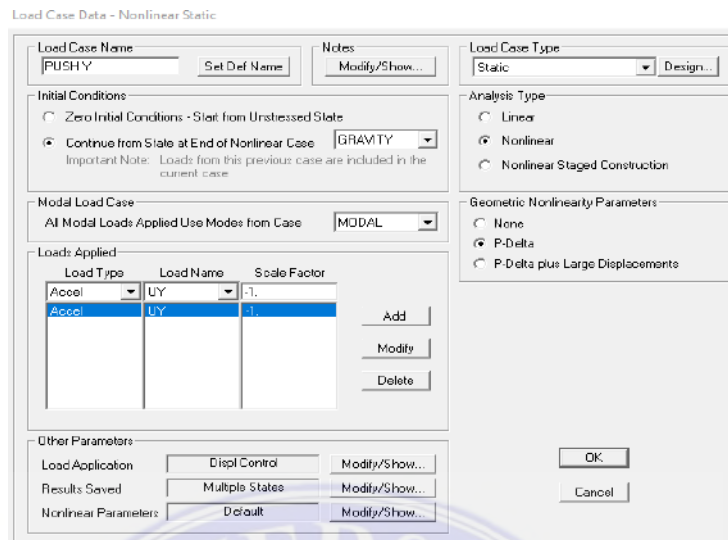 Load Case Data - Nonlinear Static
Load Case Name
PUSH Y
Set Def Name
Notes
Modify/Show...
Load Case Type
Static
Design...
Initial Conditions
Zero Initial Conditions - Start from Unstressed State
Continue from State at End of Nonlinear Case
GRAVITY
Important Note: Loads from this previous case are included in the
current case
Analysis Type
Linear
Nonlinear
Nonlinear Staged Construction
Modal Load Case
All Modal Loads Applied Use Modes from Case
MODAL
Geometric Nonlinearity Parameters
None
P-Delta
P-Delta plus Large Displacements
Loads Applied
Load Type Load Name Scale Factor
Accel UY -1.
Accel UY -1.
Add
Modify
Delete
Other Parameters
Load Application Displ Control Modify/Show...
Results Saved Multiple States Modify/Show...
Nonlinear Parameters Default Modify/Show...
OK
Cancel